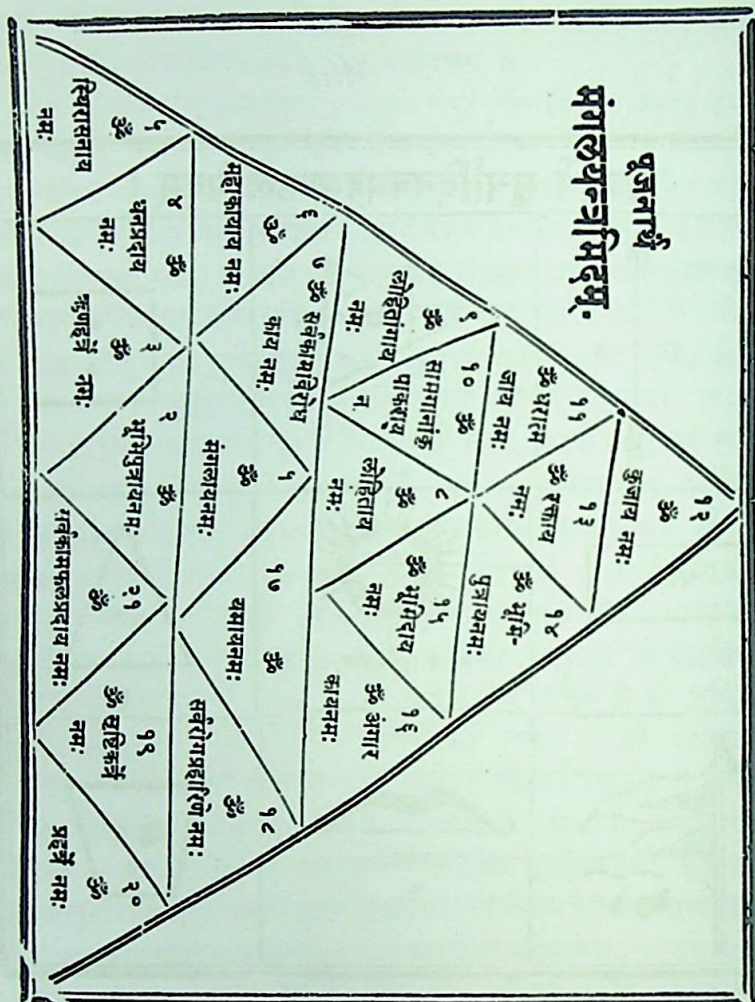 पूजनार्थं
मंगलयन्त्रमिदम्.
१२
ॐ
कुजाय नमः
११
ॐ धरात्म
जाय नमः
१३
ॐ रक्ताय
नमः
१४
ॐ भूमि-
पुत्रायनमः
९
ॐ
लोहितांगाय
नमः
१० ॐ
सामगानांकृ
पाकराय
न.
८
ॐ
लोहिताय
नमः
१५
ॐ भूमिदाय
नमः
१६
ॐ अंगार
कायनमः
६
ॐ
महाकायाय नमः
७ ॐ सर्वकामविरोध
काय नमः
१
ॐ
मंगलायनमः
१७ ॐ
यमायनमः
१८
ॐ
सर्वरोगप्रहारिणे नमः
५
ॐ
स्थिरासनाय
नमः
४ ॐ
धनप्रदाय
नमः
३
ॐ
ऋणहर्त्रे नमः
२ ॐ
भूमिपुत्रायनमः
२१
ॐ
सर्वकामफलप्रदाय नमः
१९
ॐ सृष्टिकर्त्रे
नमः
२०
ॐ
प्रहर्त्रे नमः